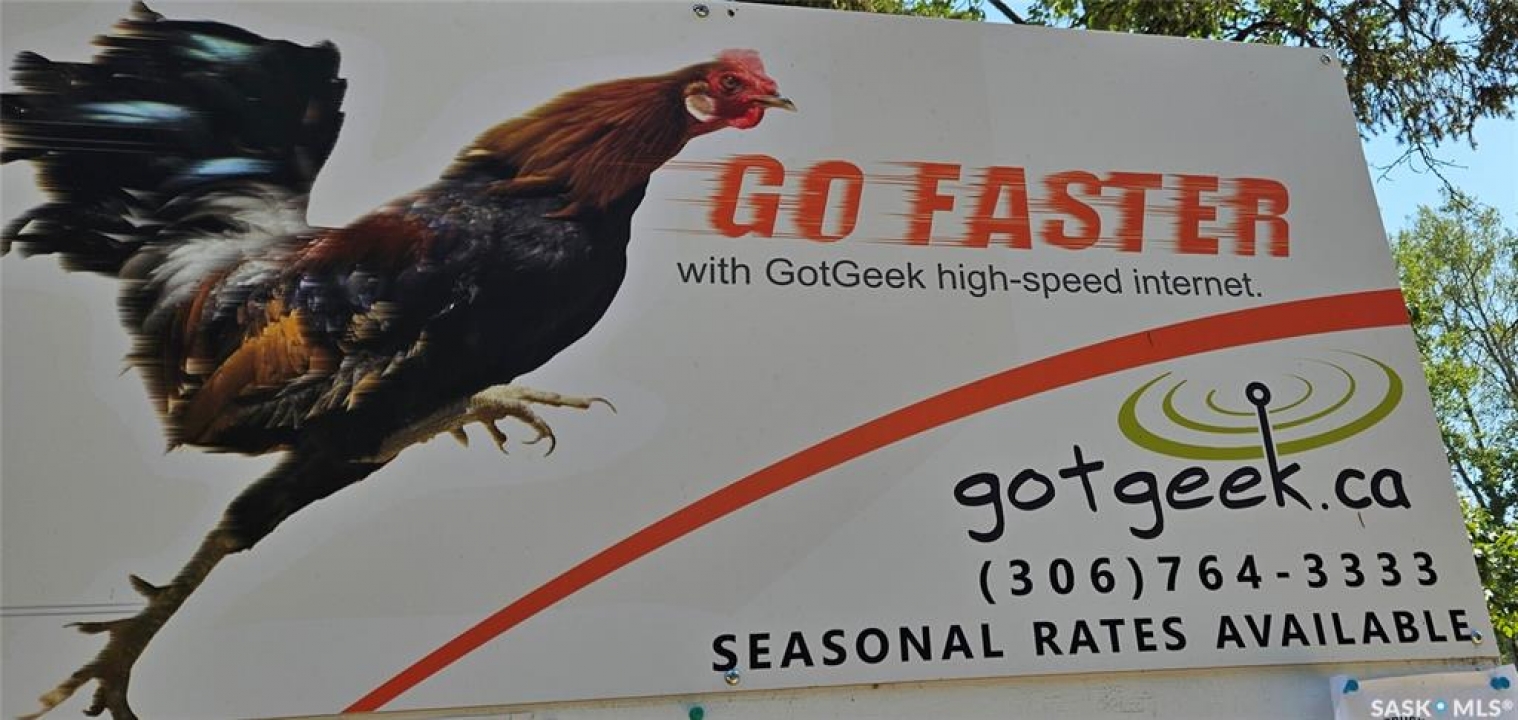 GO FASTER
with GotGeek high-speed internet.
gotgeek.ca
(306)764-3333
SEASONAL RATES AVAILABLE
SASK MLS®